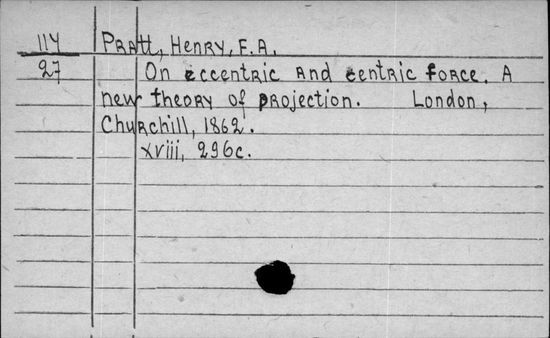 114 Pratt, Henry, F.A.
27 On eccentric and centric force. A
new theory of projection. London,
Churchill, 1862.
xviii, 296c.